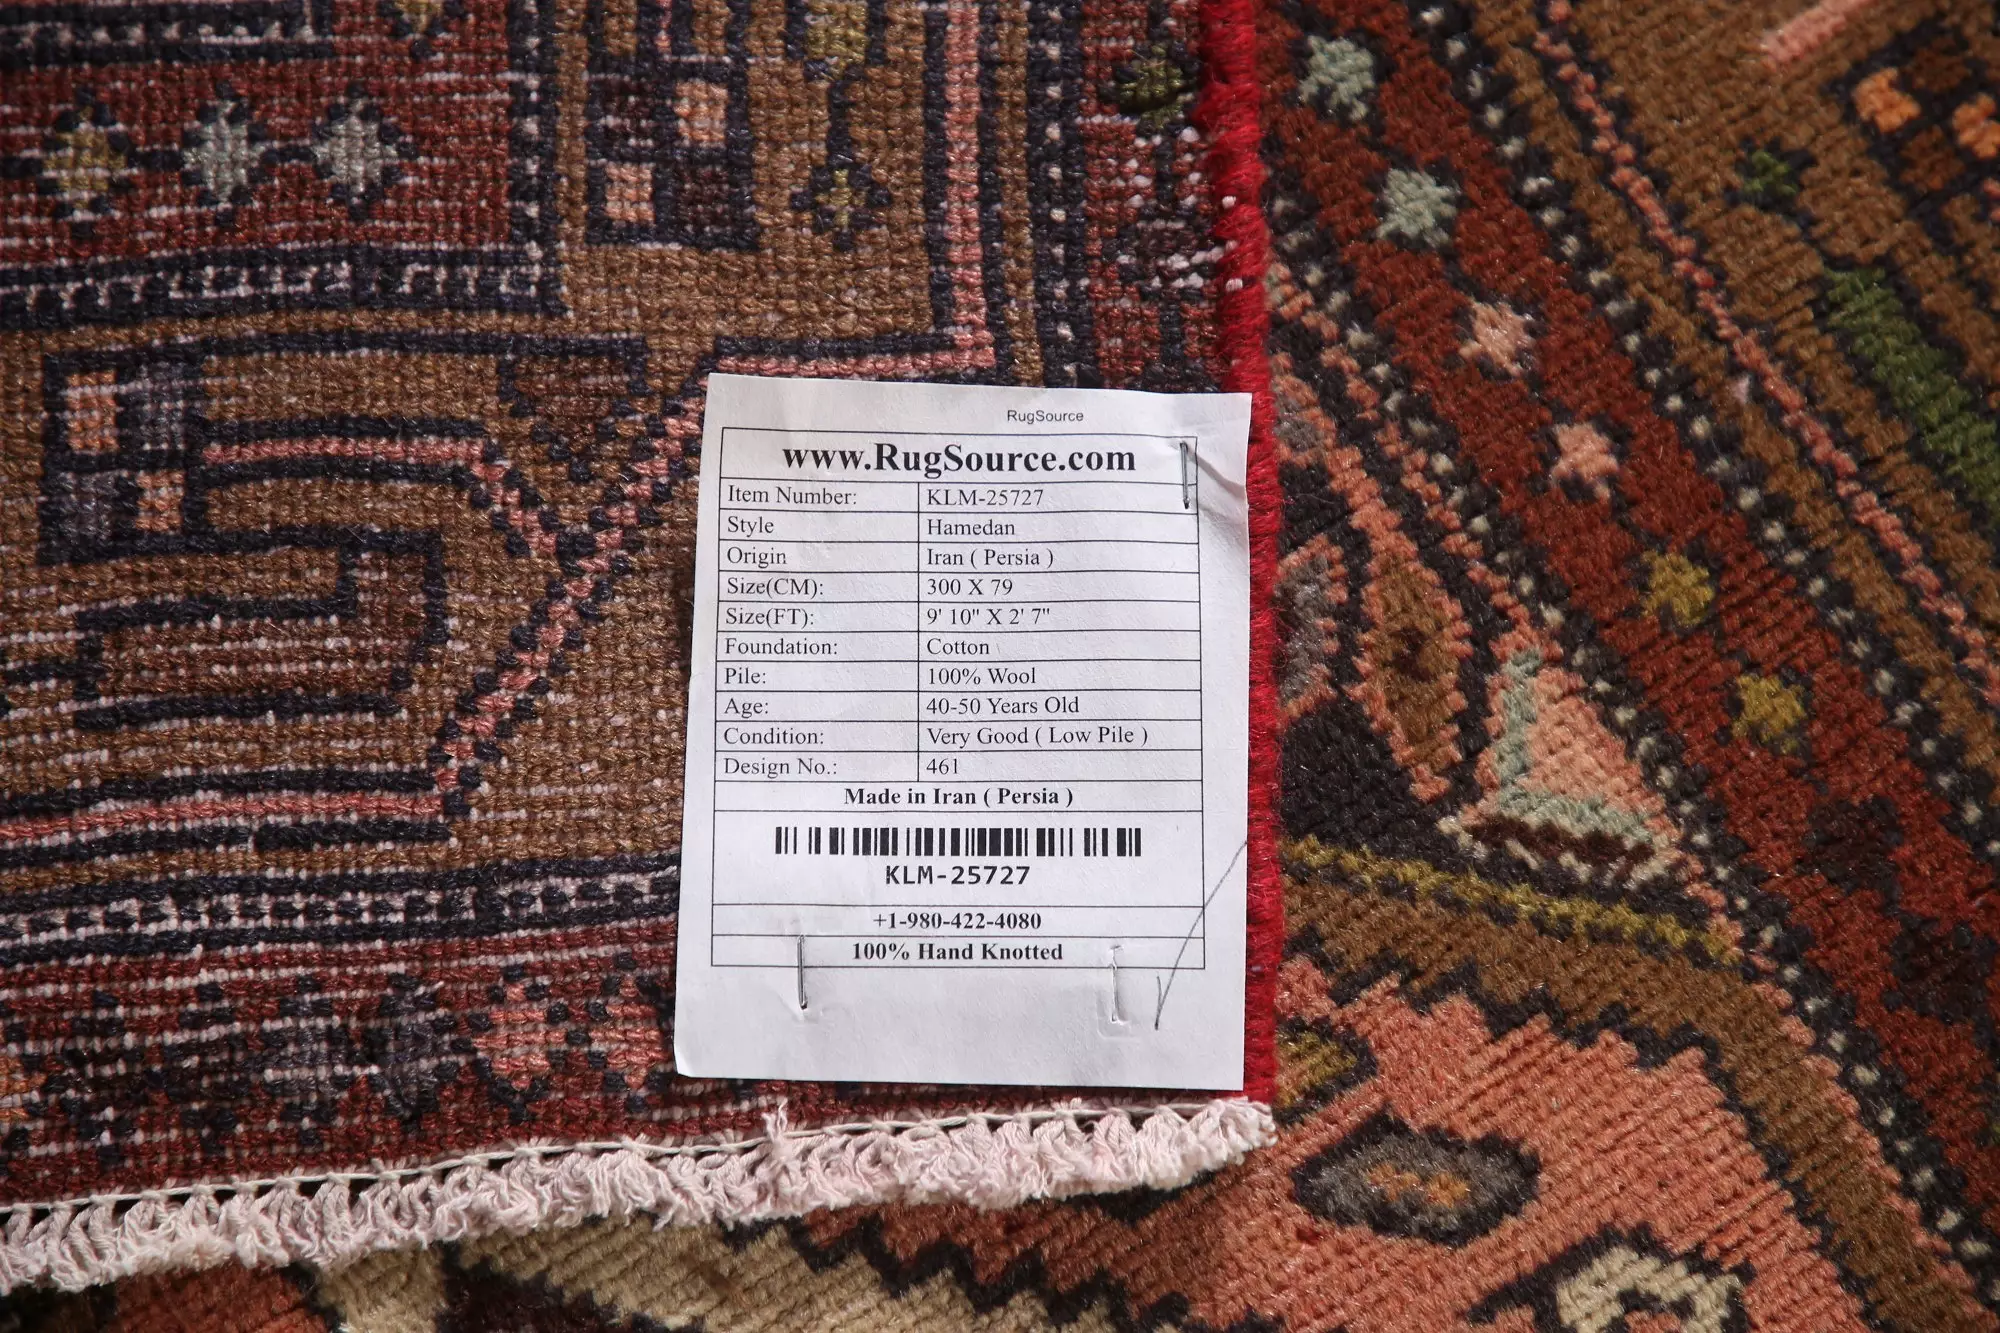 RugSource
www.RugSource.com
Item Number: KLM-25727
Style Hamedan
Origin Iran ( Persia )
Size(CM): 300 X 79
Size(FT): 9' 10" X 2' 7"
Foundation: Cotton
Pile: 100% Wool
Age: 40-50 Years Old
Condition: Very Good ( Low Pile )
Design No.: 461
Made in Iran ( Persia )
KLM-25727
+1-980-422-4080
100% Hand Knotted